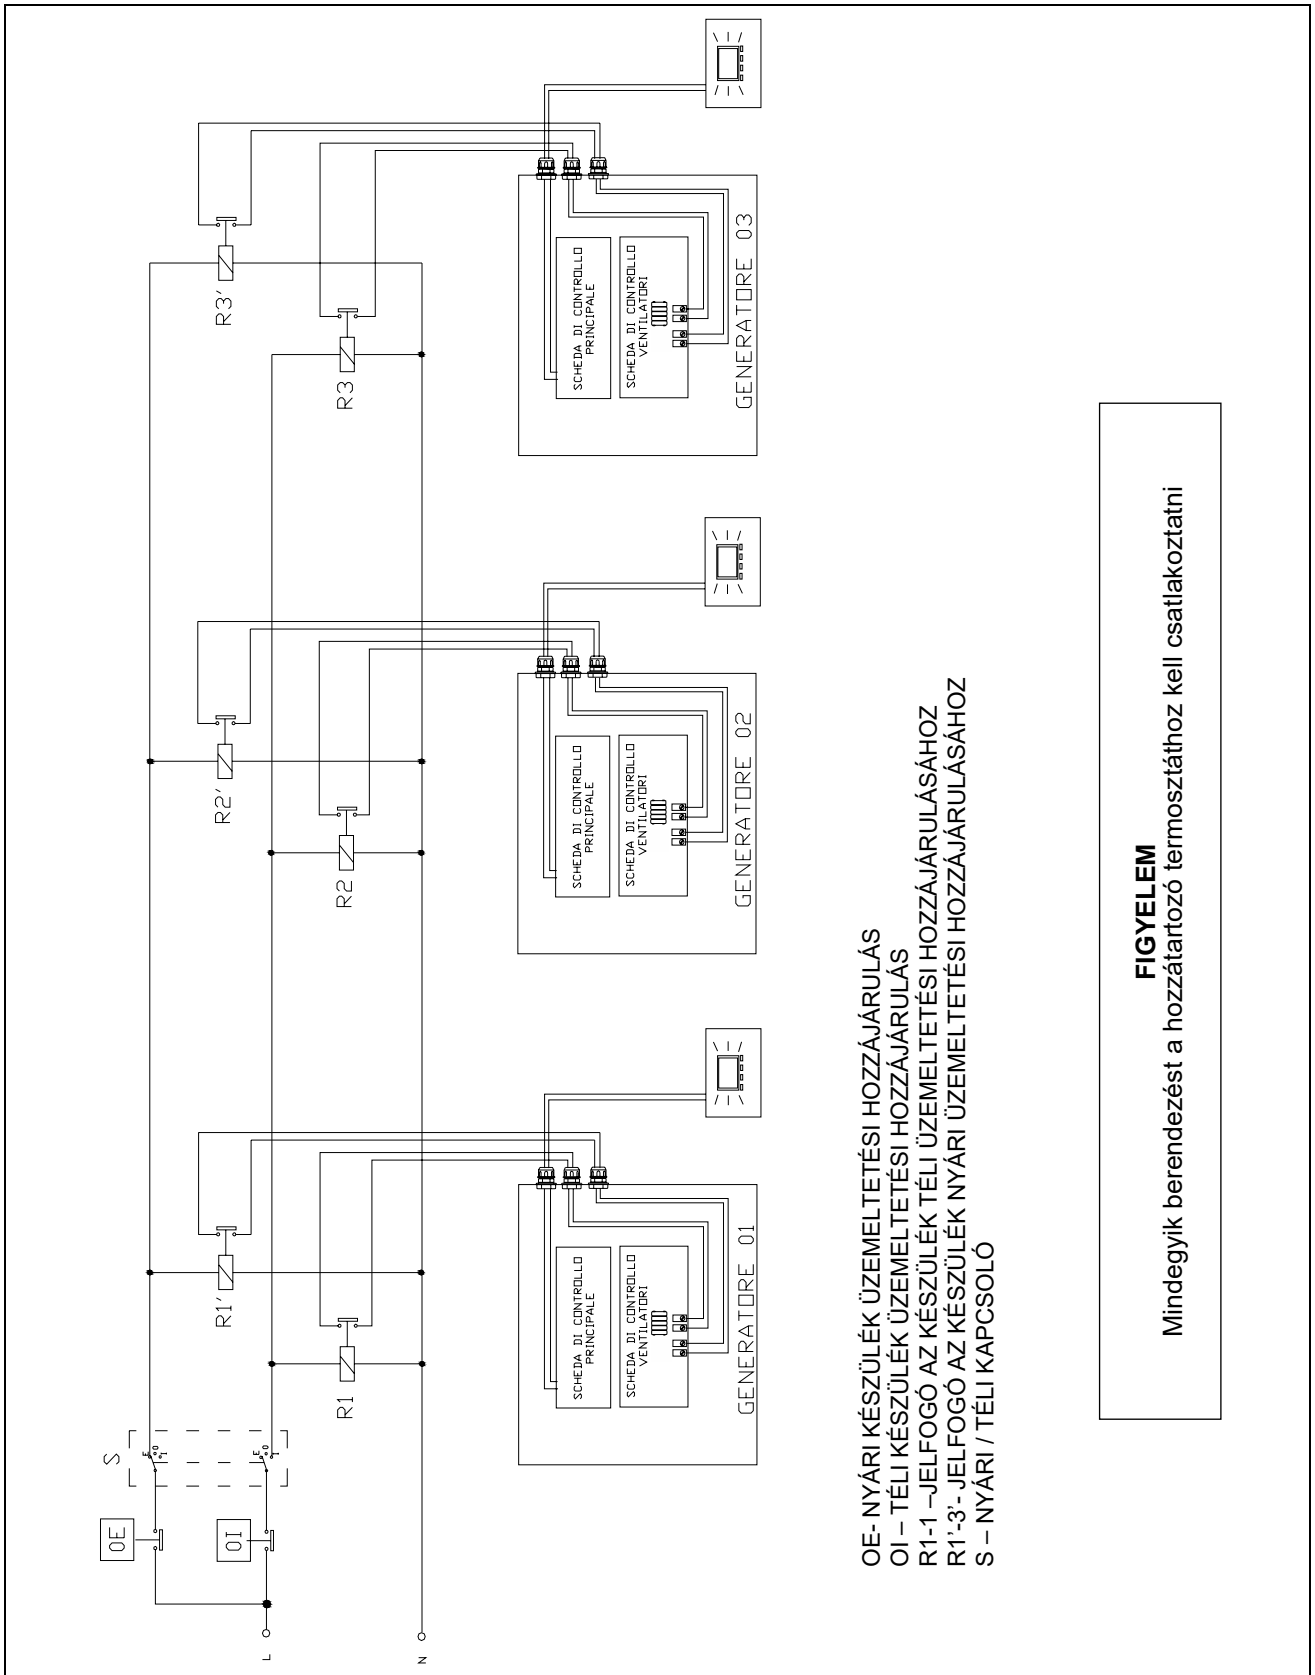 OE
OI
S
E
0
I
E
0
I
L
N
R1'
R1
R2'
R2
R3'
R3
SCHEDA DI CONTROLLO
PRINCIPALE
SCHEDA DI CONTROLLO
VENTILATORI
GENERATORE 01
SCHEDA DI CONTROLLO
PRINCIPALE
SCHEDA DI CONTROLLO
VENTILATORI
GENERATORE 02
SCHEDA DI CONTROLLO
PRINCIPALE
SCHEDA DI CONTROLLO
VENTILATORI
GENERATORE 03
OE- NYÁRI KÉSZÜLÉK ÜZEMELTETÉSI HOZZÁJÁRULÁS
OI – TÉLI KÉSZÜLÉK ÜZEMELTETÉSI HOZZÁJÁRULÁS
R1-1 –JELFOGÓ AZ KÉSZÜLÉK TÉLI ÜZEMELTETÉSI HOZZÁJÁRULÁSÁHOZ
R1'-3'- JELFOGÓ AZ KÉSZÜLÉK NYÁRI ÜZEMELTETÉSI HOZZÁJÁRULÁSÁHOZ
S – NYÁRI / TÉLI KAPCSOLÓ
FIGYELEM
Mindegyik berendezést a hozzátartozó termosztáthoz kell csatlakoztatni